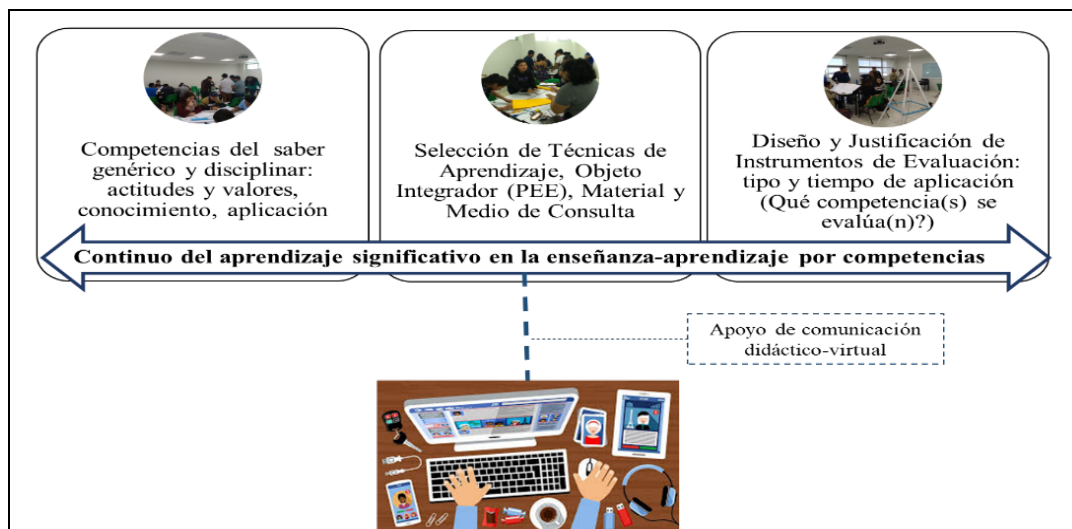 Competencias del saber
genérico y disciplinar:
actitudes y valores,
conocimiento, aplicación
Selección de Técnicas de
Aprendizaje, Objeto
Integrador (PEE), Material y
Medio de Consulta
Diseño y Justificación de
Instrumentos de Evaluación:
tipo y tiempo de aplicación
(Qué competencia(s) se
evalúa(n)?)
Continuo del aprendizaje significativo en la enseñanza-aprendizaje por competencias
Apoyo de comunicación
didáctico-virtual